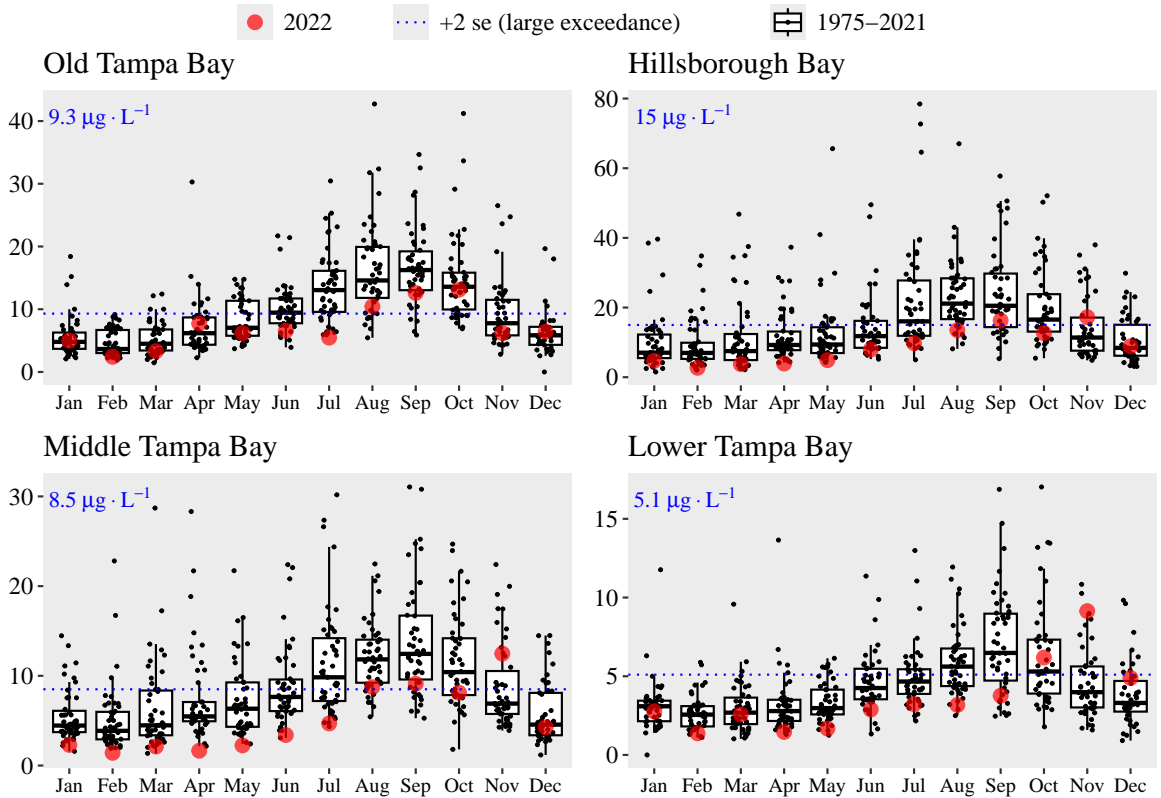 2022 +2 se (large exceedance) 1975−2021
Old Tampa Bay
9.3 μg · L⁻¹
40
30
20
10
0
Jan Feb Mar Apr May Jun Jul Aug Sep Oct Nov Dec
Hillsborough Bay
15 μg · L⁻¹
80
60
40
20
0
Jan Feb Mar Apr May Jun Jul Aug Sep Oct Nov Dec
Middle Tampa Bay
8.5 μg · L⁻¹
30
20
10
0
Jan Feb Mar Apr May Jun Jul Aug Sep Oct Nov Dec
Lower Tampa Bay
5.1 μg · L⁻¹
15
10
5
0
Jan Feb Mar Apr May Jun Jul Aug Sep Oct Nov Dec